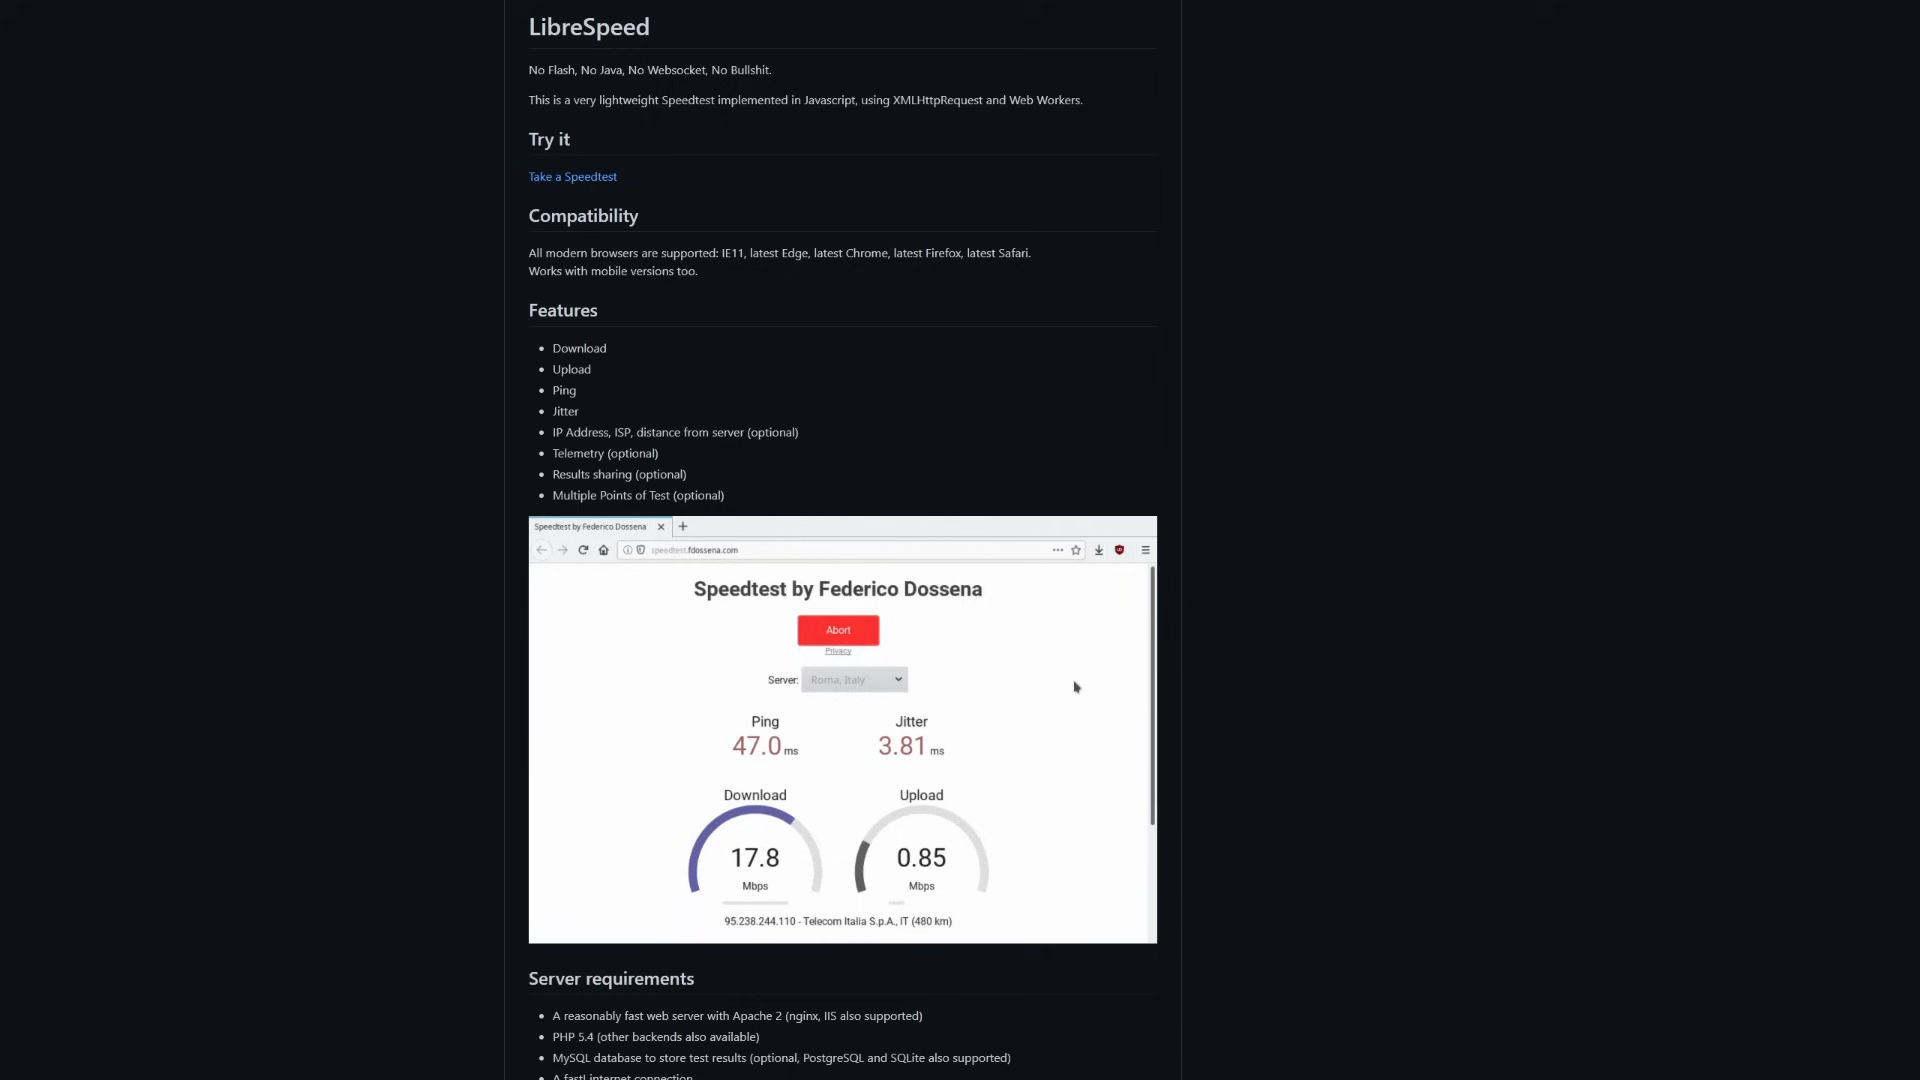 LibreSpeed
No Flash, No Java, No Websocket, No Bullshit.
This is a very lightweight Speedtest implemented in Javascript, using XMLHttpRequest and Web Workers.
Try it
Take a Speedtest
Compatibility
All modern browsers are supported: IE11, latest Edge, latest Chrome, latest Firefox, latest Safari.
Works with mobile versions too.
Features
Download
Upload
Ping
Jitter
IP Address, ISP, distance from server (optional)
Telemetry (optional)
Results sharing (optional)
Multiple Points of Test (optional)
Speedtest by Federico Dossena
speedtest.fdossena.com
Speedtest by Federico Dossena
Abort
Privacy
Server: Roma, Italy
Ping Jitter
47.0 ms 3.81 ms
Download Upload
17.8 0.85
Mbps Mbps
95.238.244.110 - Telecom Italia S.p.A., IT (480 km)
Server requirements
A reasonably fast web server with Apache 2 (nginx, IIS also supported)
PHP 5.4 (other backends also available)
MySQL database to store test results (optional, PostgreSQL and SQLite also supported)
A fast! internet connection